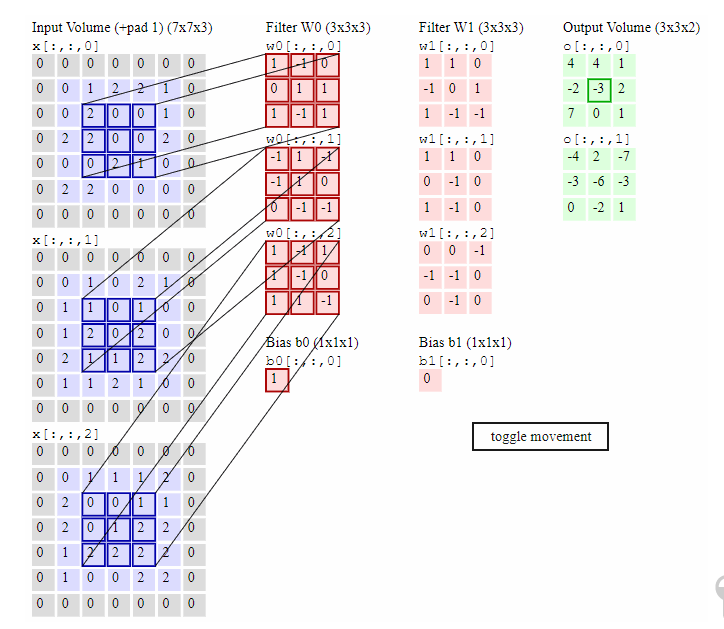 Input Volume (+pad 1) (7x7x3)
x[:,:,0]
0 0 0 0 0 0 0
0 0 1 2 2 1 0
0 0 2 0 0 1 0
0 2 2 0 0 2 0
0 0 0 2 1 0 0
0 2 2 0 0 0 0
0 0 0 0 0 0 0
x[:,:,1]
0 0 0 0 0 0 0
0 0 1 0 2 1 0
0 1 1 0 1 0 0
0 1 2 0 2 0 0
0 2 1 1 2 2 0
0 1 1 2 1 0 0
0 0 0 0 0 0 0
x[:,:,2]
0 0 0 0 0 0 0
0 0 1 1 1 2 0
0 2 0 0 1 1 0
0 2 0 1 2 2 0
0 1 2 2 2 2 0
0 1 0 0 2 2 0
0 0 0 0 0 0 0
Filter W0 (3x3x3)
w0[:,:,0]
1 -1 0
0 1 1
1 -1 1
w0[:,:,1]
-1 1 -1
-1 1 0
0 -1 -1
w0[:,:,2]
1 -1 1
1 -1 0
1 1 -1
Bias b0 (1x1x1)
b0[:,:,0]
1
Filter W1 (3x3x3)
w1[:,:,0]
1 1 0
-1 0 1
1 -1 -1
w1[:,:,1]
1 1 0
0 -1 0
1 -1 0
w1[:,:,2]
0 0 -1
-1 -1 0
0 -1 0
Bias b1 (1x1x1)
b1[:,:,0]
0
Output Volume (3x3x2)
o[:,:,0]
4 4 1
-2 -3 2
7 0 1
o[:,:,1]
-4 2 -7
-3 -6 -3
0 -2 1
toggle movement